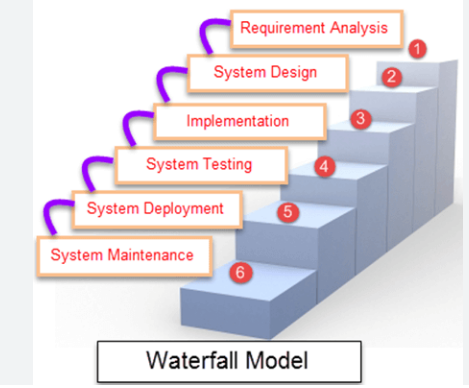 Requirement Analysis
1
System Design
2
Implementation
3
System Testing
4
System Deployment
5
System Maintenance
6
Waterfall Model